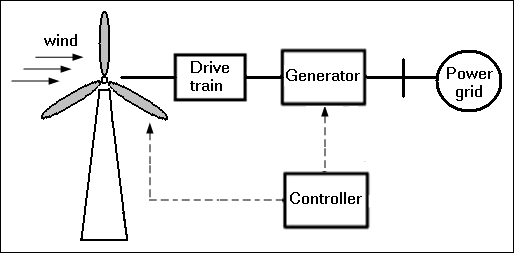 wind
Drive
train
Generator
Power
grid
Controller